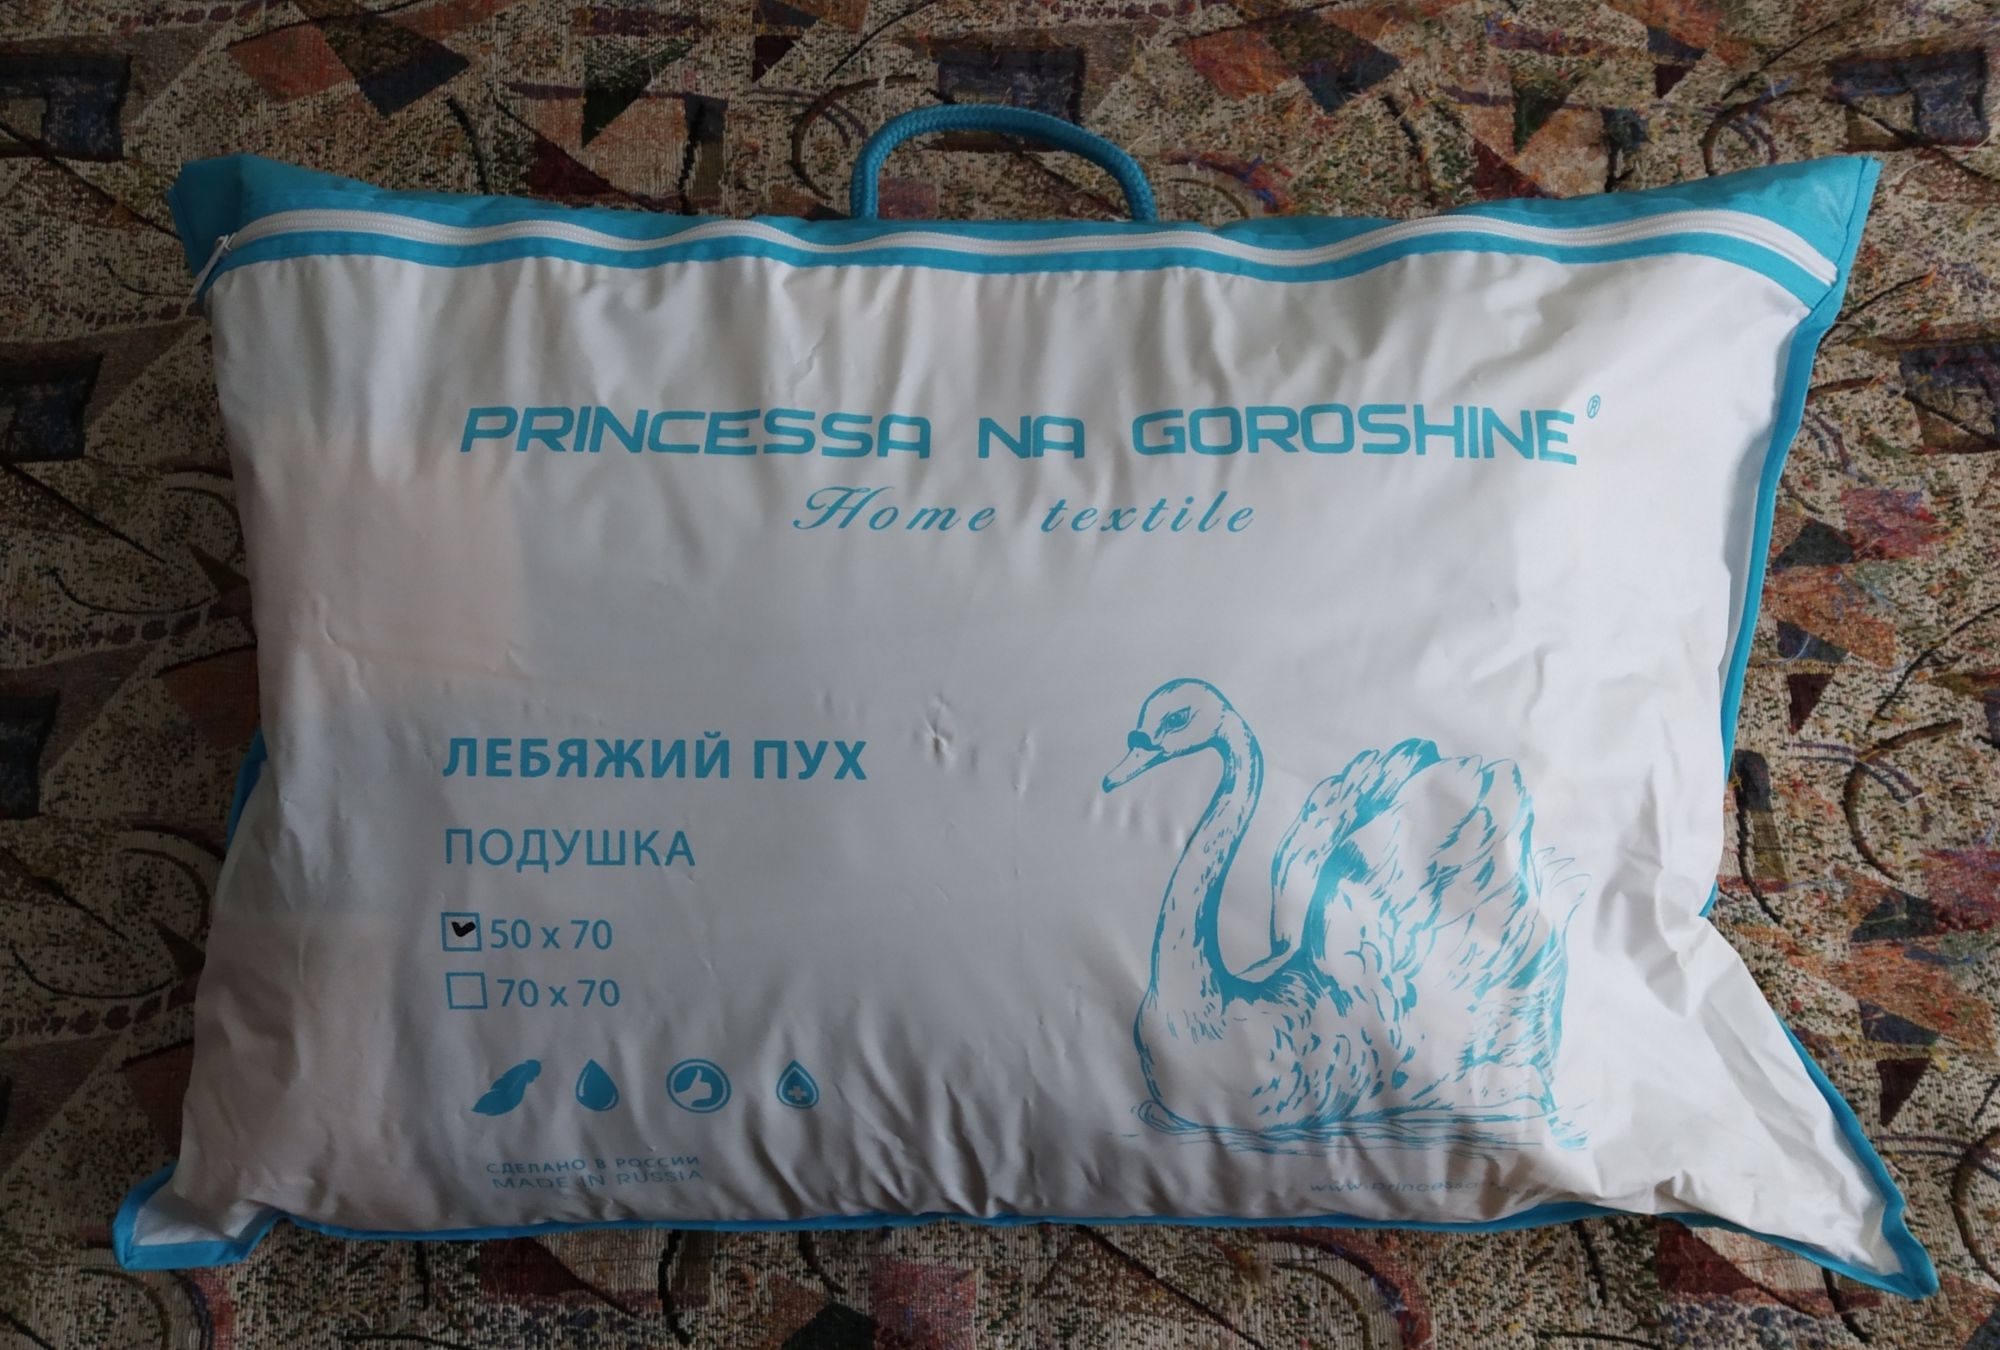 PRINCESSA NA GOROSHINE®
Home textile
ЛЕБЯЖИЙ ПУХ
ПОДУШКА
50 x 70
70 x 70
СДЕЛАНО В РОССИИ
MADE IN RUSSIA